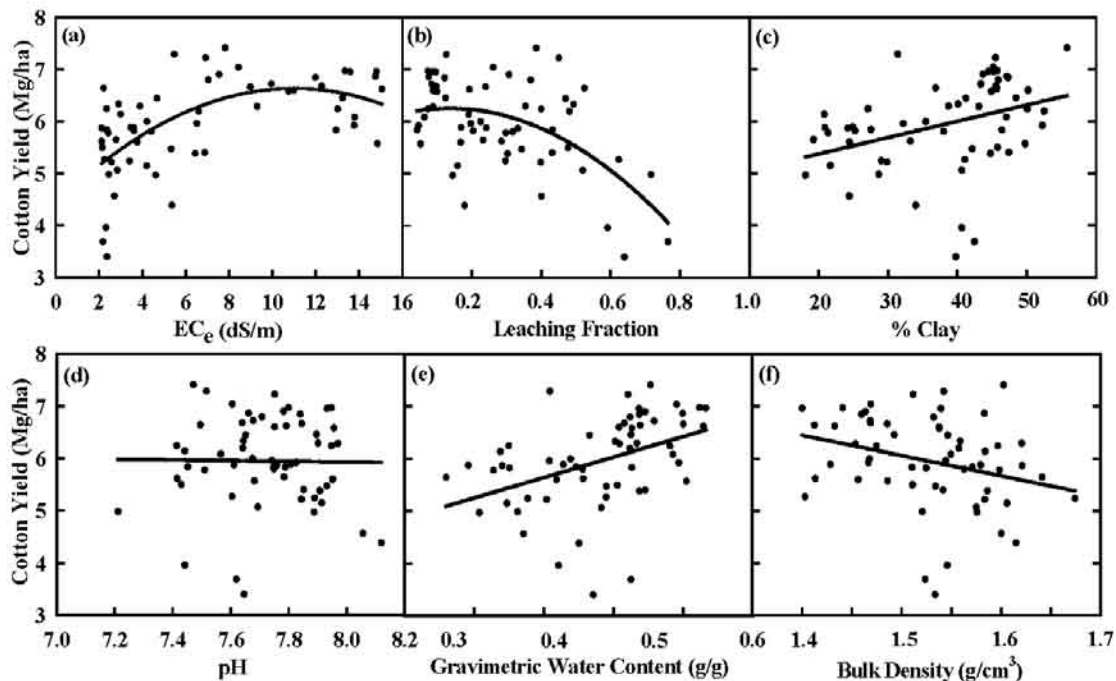 Cotton Yield (Mg/ha)
8
7
6
5
4
3
(a)
(b)
(c)
0 2 4 6 8 10 12 14 16
0.2 0.4 0.6 0.8 1.0
20 30 40 50 60
ECe (dS/m)
Leaching Fraction
% Clay
Cotton Yield (Mg/ha)
8
7
6
5
4
3
(d)
(e)
(f)
7.0 7.2 7.4 7.6 7.8 8.0 8.2
0.3 0.4 0.5 0.6
1.4 1.5 1.6 1.7
pH
Gravimetric Water Content (g/g)
Bulk Density (g/cm³)